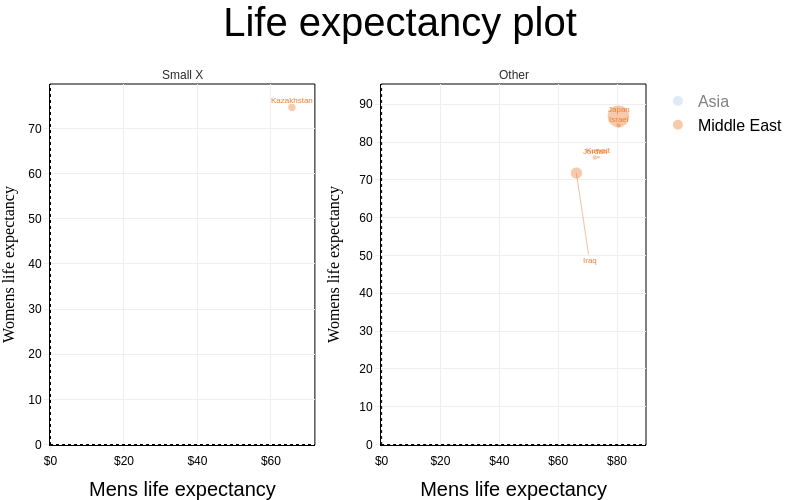 Life expectancy plot
Small X
Other
Asia
Middle East
Kazakhstan
Japan
Israel
Jordan
Kuwait
Iraq
Womens life expectancy
70
60
50
40
30
20
10
0
$0
$20
$40
$60
Mens life expectancy
Womens life expectancy
90
80
70
60
50
40
30
20
10
0
$0
$20
$40
$60
$80
Mens life expectancy